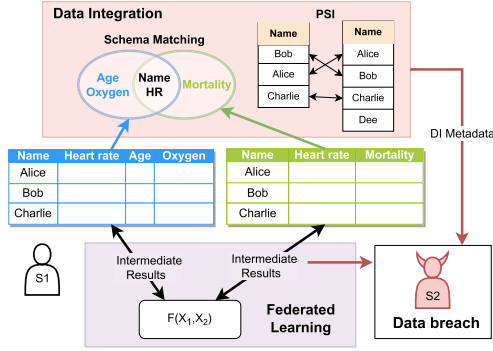 Data Integration
PSI
Schema Matching
Age
Oxygen
Name
HR
Mortality
Name
Bob
Alice
Charlie
Name
Alice
Bob
Charlie
Dee
DI Metadata
Name Heart rate Age Oxygen
Alice
Bob
Charlie
Name Heart rate Mortality
Alice
Bob
Charlie
S1
Intermediate
Results
Intermediate
Results
F(X1,X2)
Federated
Learning
S2
Data breach